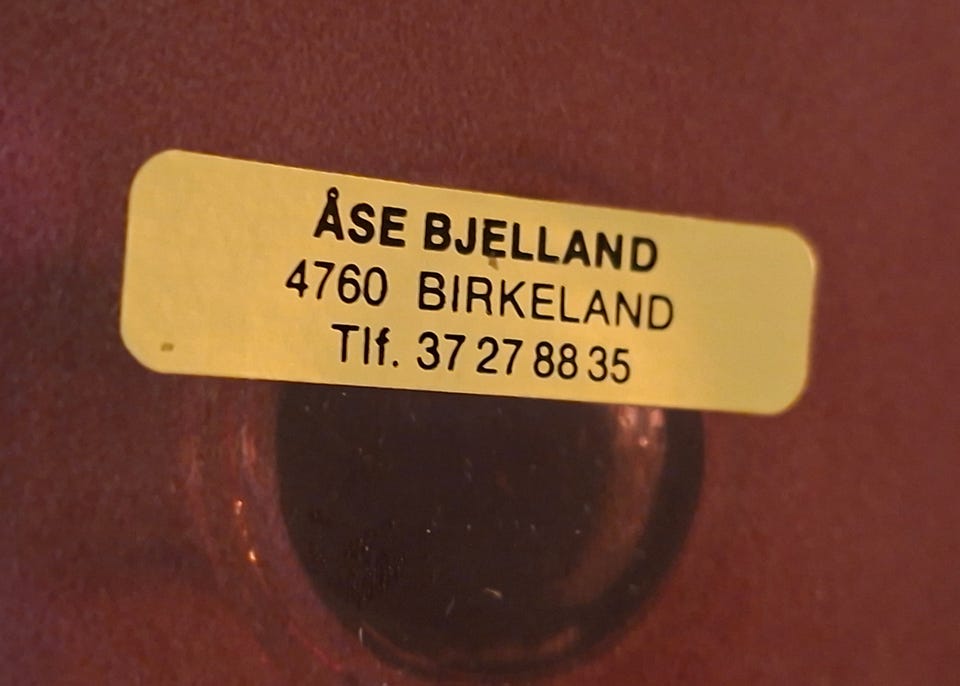 ÅSE BJELLAND
4760 BIRKELAND
Tlf. 37 27 88 35